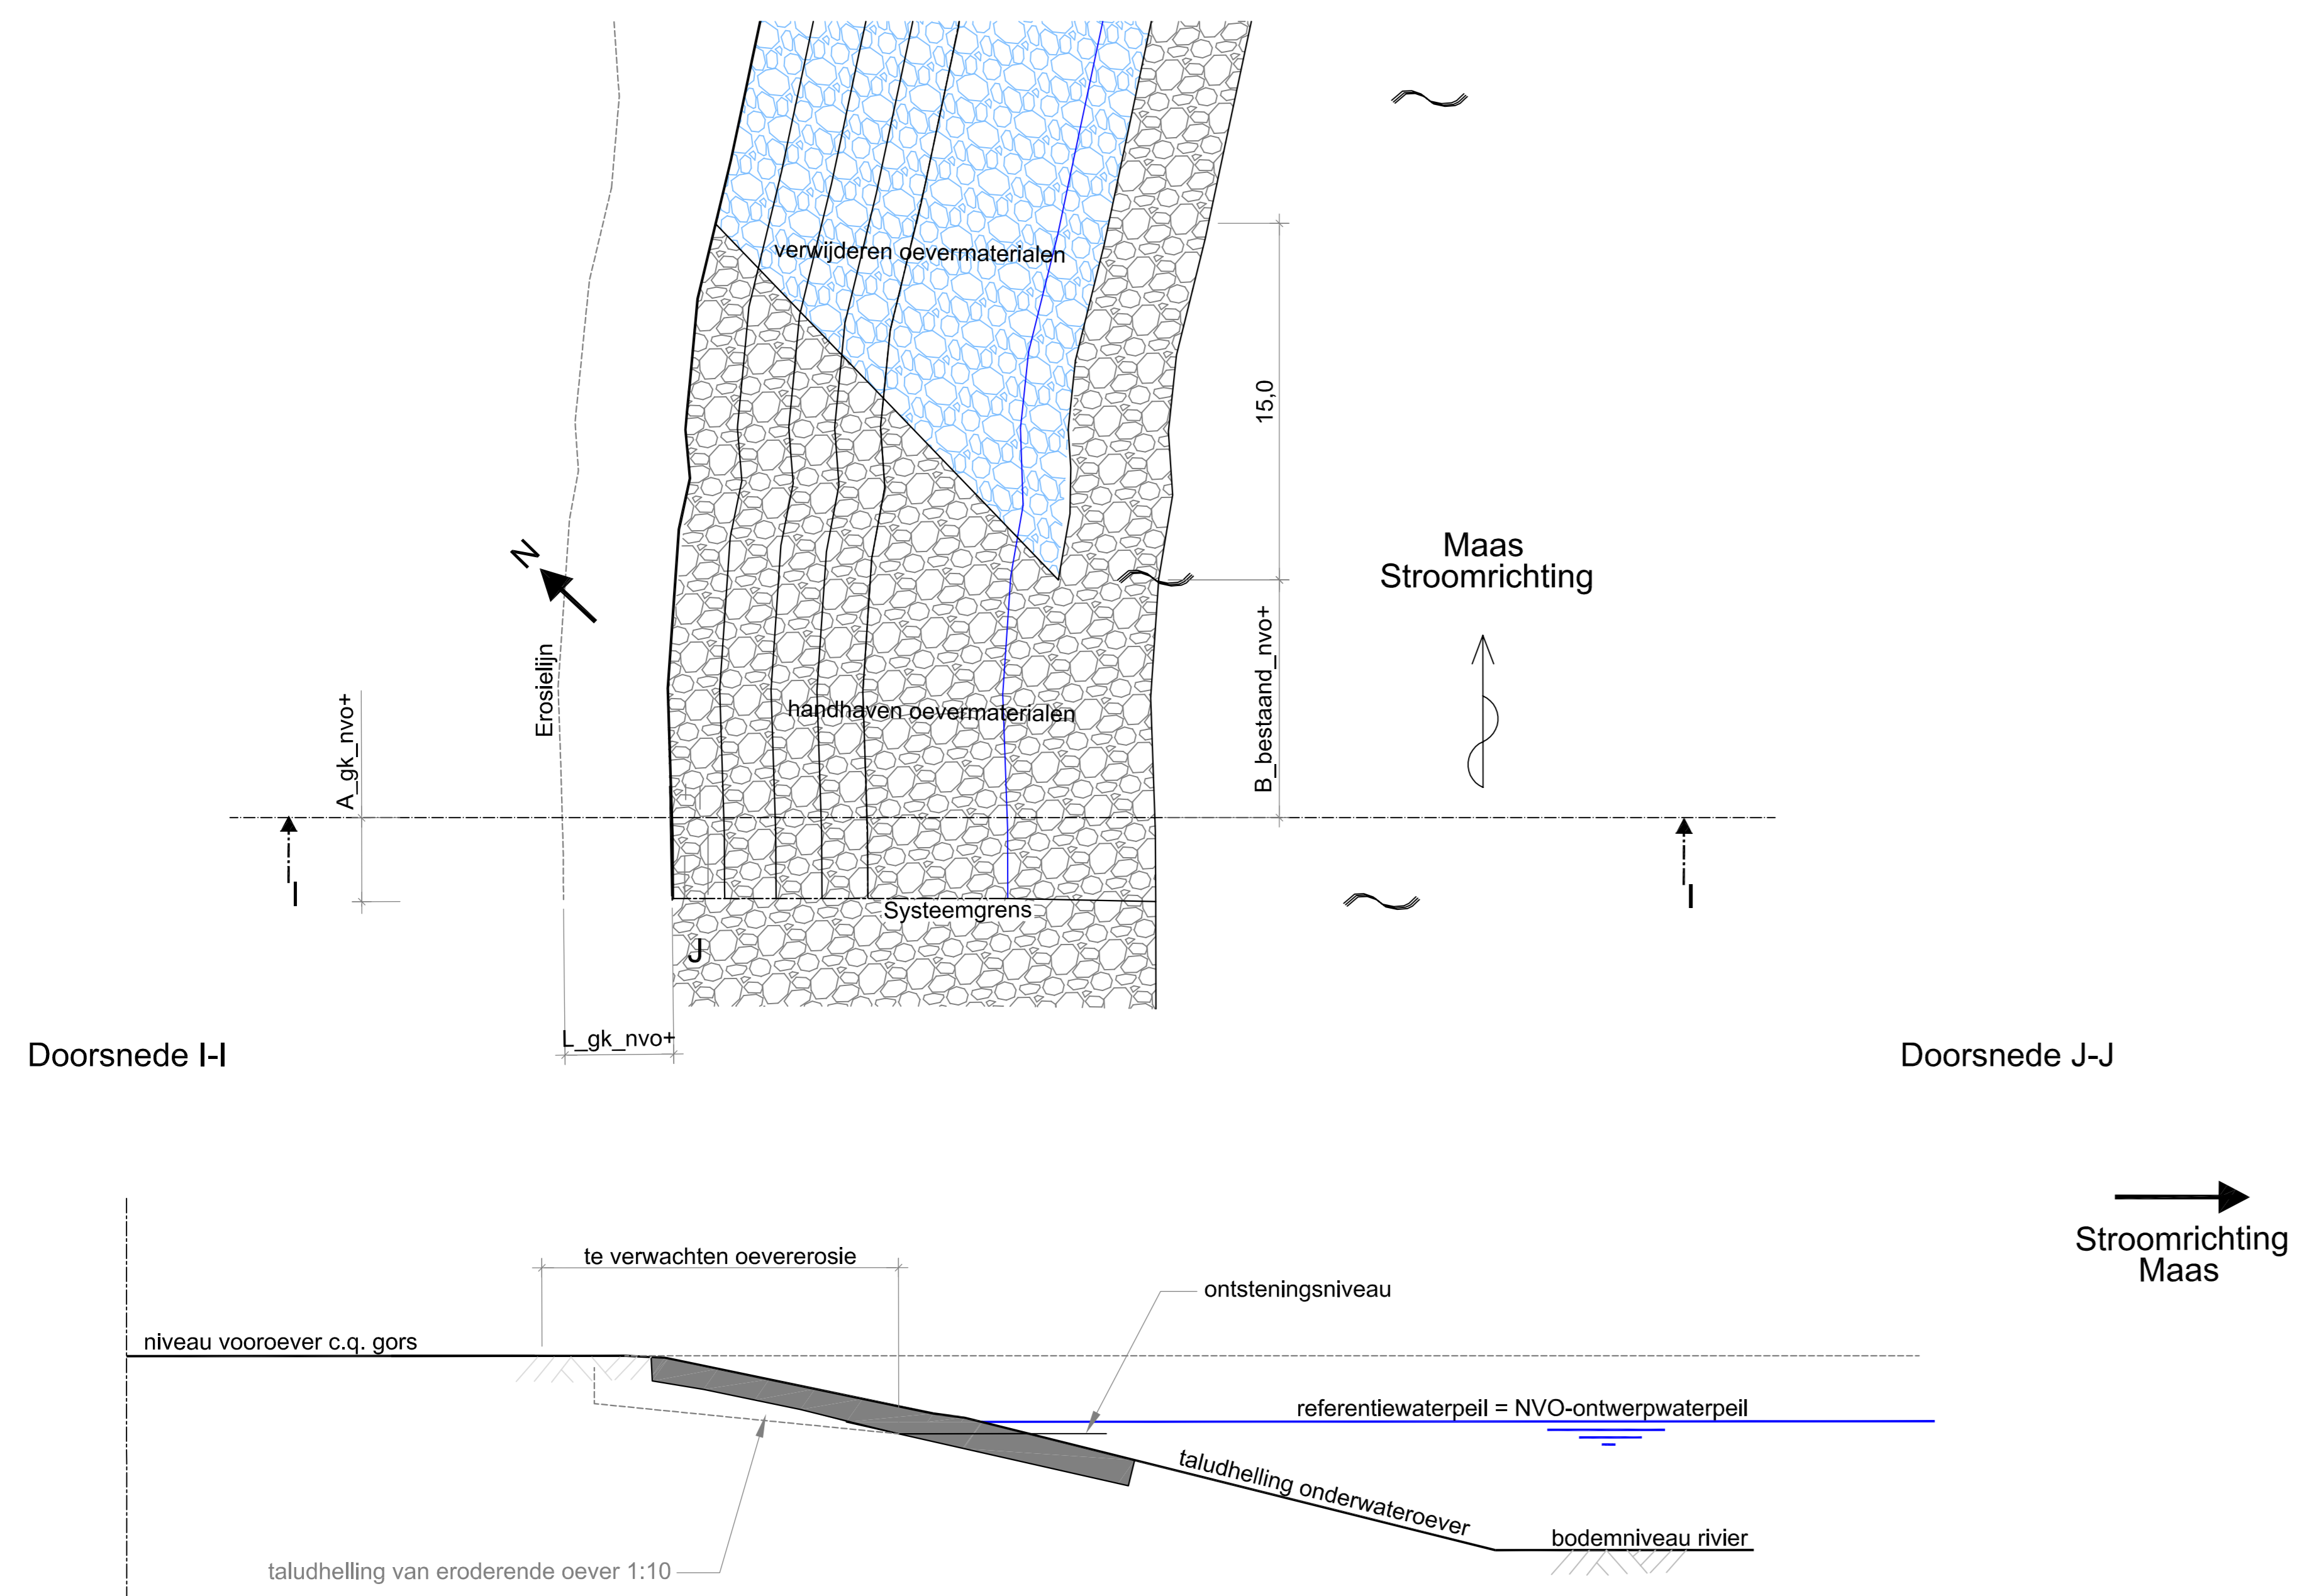 verwijderen oevermaterialen
15,0
N
Maas
Stroomrichting
Erosielijn
B_bestaand_nvo+
A_gk_nvo+
handhaven oevermaterialen
I
I
Systeemgrens
J
L_gk_nvo+
Doorsnede I-I
Doorsnede J-J
Stroomrichting
Maas
te verwachten oevererosie
ontsteningsniveau
niveau vooroever c.q. gors
referentiewaterpeil = NVO-ontwerpwaterpeil
taludhelling onderwateroever
bodemniveau rivier
taludhelling van eroderende oever 1:10